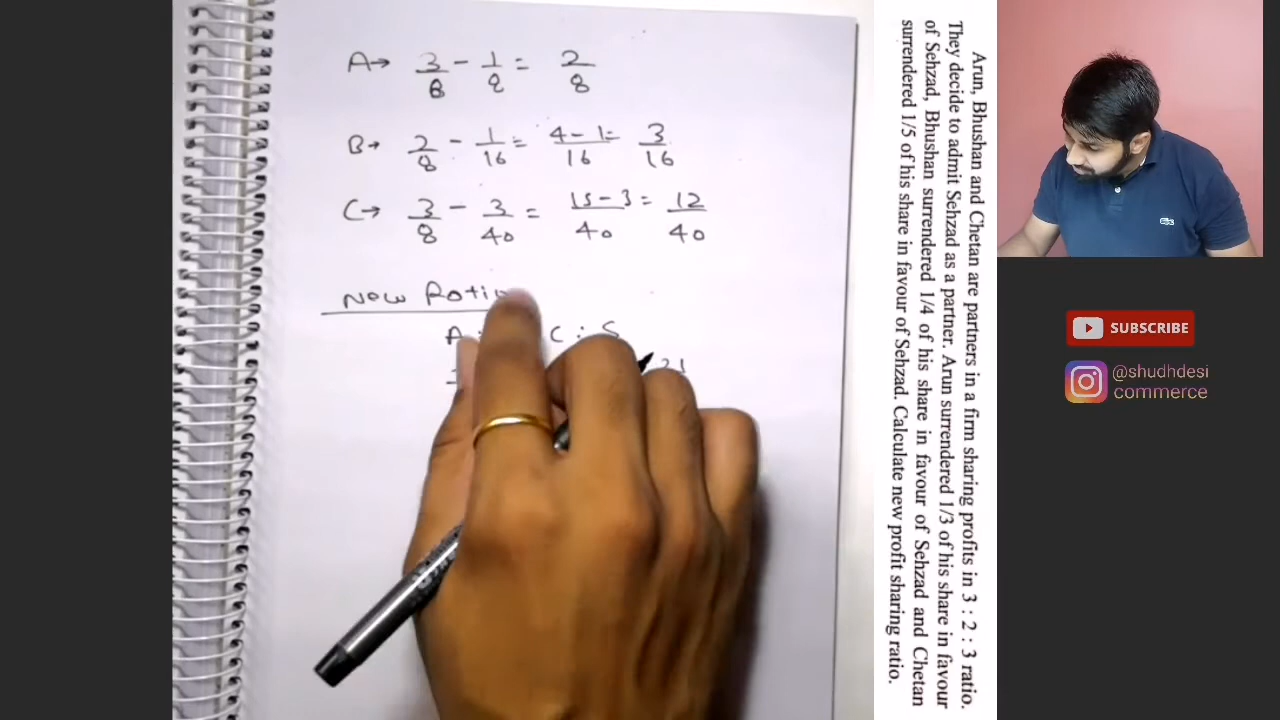 A→ 3/8 - 1/8 = 2/8
B→ 2/8 - 1/16 = 4-1/16 = 3/16
C→ 3/8 - 3/40 = 15-3/40 = 12/40
New Ratio
A : C : S
21
Arun, Bhushan and Chetan are partners in a firm sharing profits in 3 : 2 : 3 ratio.
They decide to admit Sehzad as a partner. Arun surrendered 1/3 of his share in favour
of Sehzad, Bhushan surrendered 1/4 of his share in favour of Sehzad and Chetan
surrendered 1/5 of his share in favour of Sehzad. Calculate new profit sharing ratio.
SUBSCRIBE
@shudhdesi
commerce